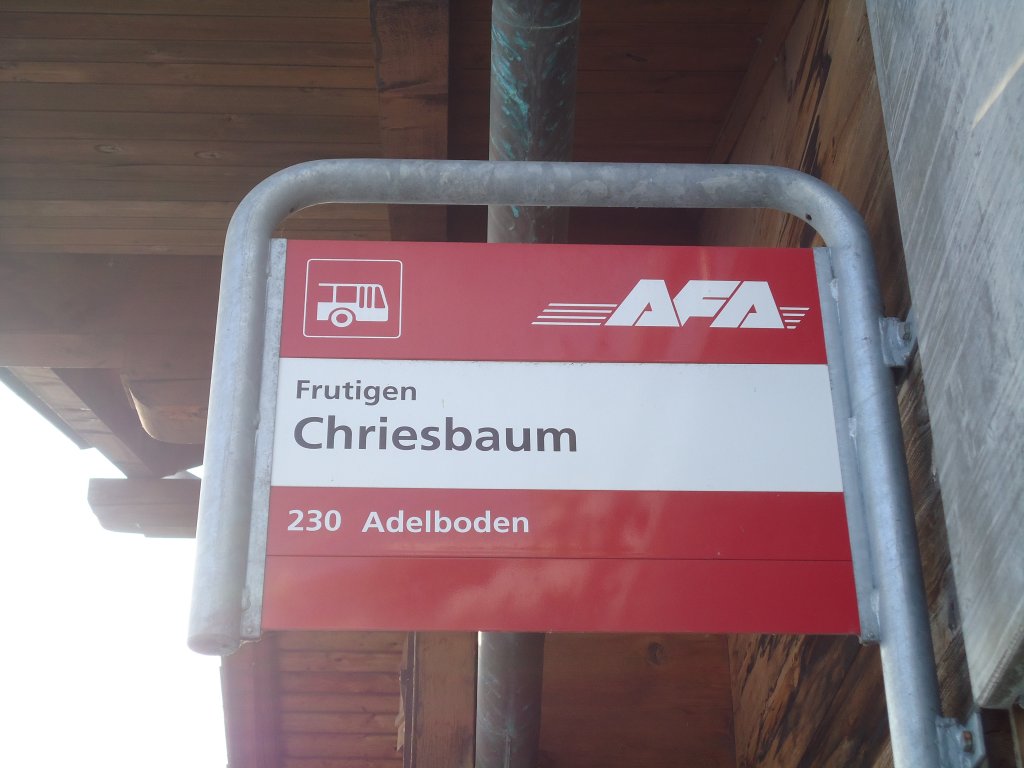 AFA
Frutigen
Chriesbaum
230 Adelboden